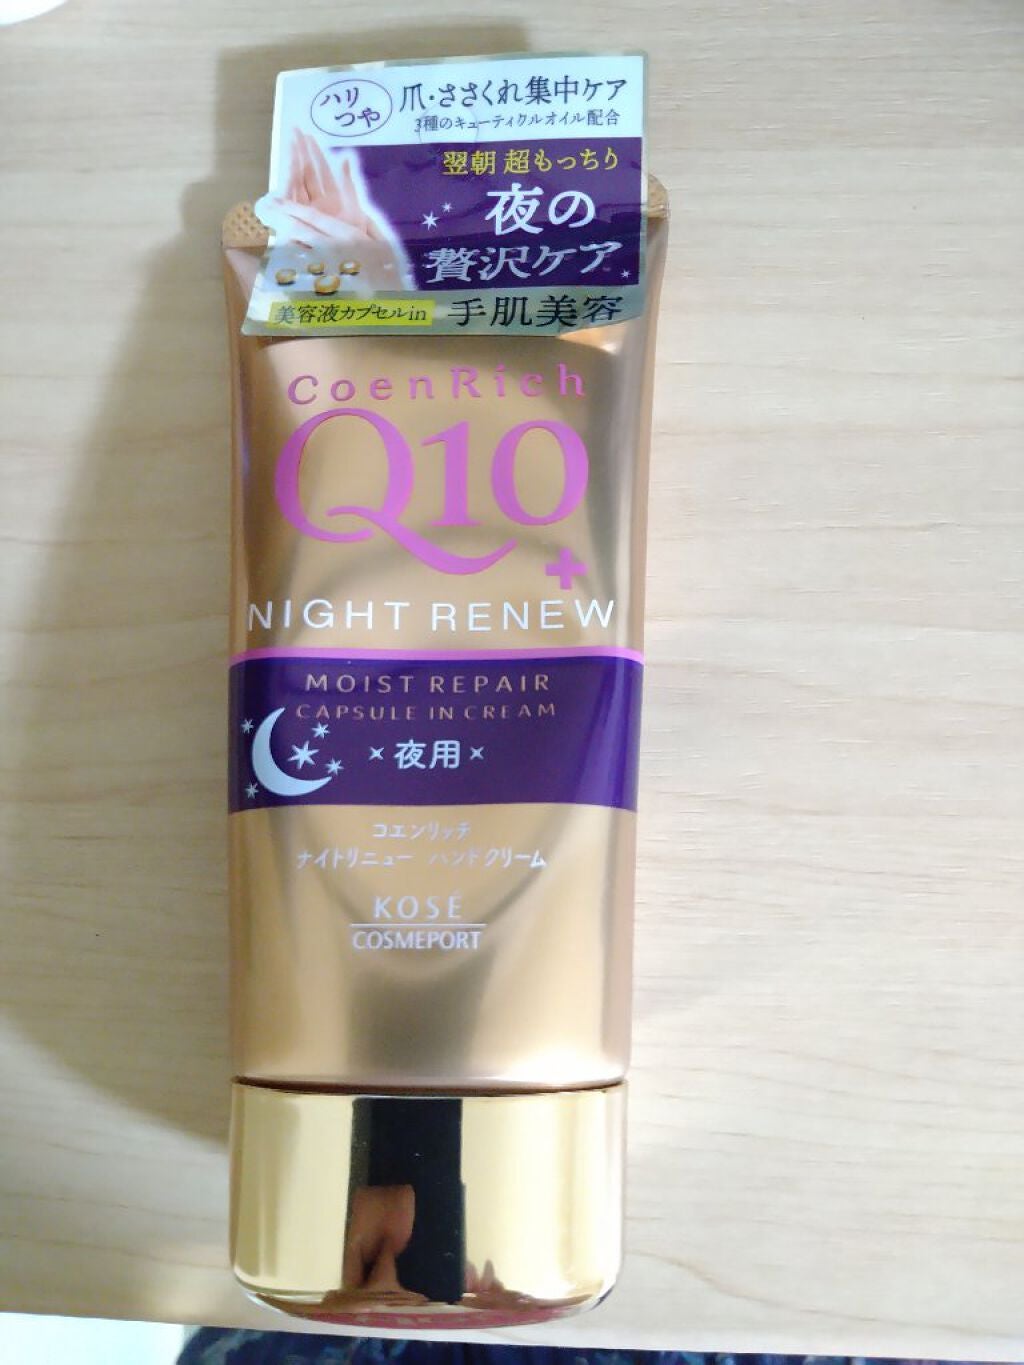 ハリ
つや
爪・ささくれ集中ケア
3種のキューティクルオイル配合
翌朝 超もっちり
夜の
贅沢ケア
美容液カプセルin
手肌美容
CoenRich
Q10
+
NIGHT RENEW
MOIST REPAIR
CAPSULE IN CREAM
夜用
コエンリッチ
ナイトリニュー ハンドクリーム
KOSÉ
COSMEPORT